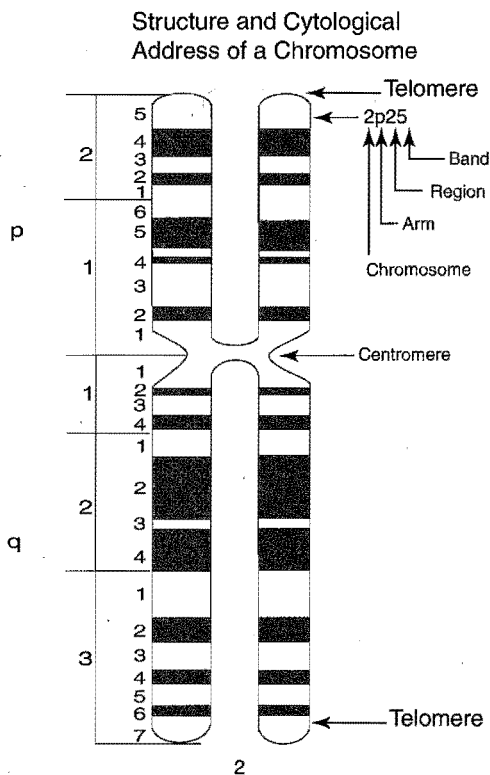 Structure and Cytological
Address of a Chromosome
Telomere
5
2p25
4
2
3
Band
2
1
Region
6
p
5
Arm
4
1
Chromosome
3
2
1
Centromere
1
1
2
3
4
1
2
2
3
q
4
1
2
3
3
4
5
6
Telomere
7
2